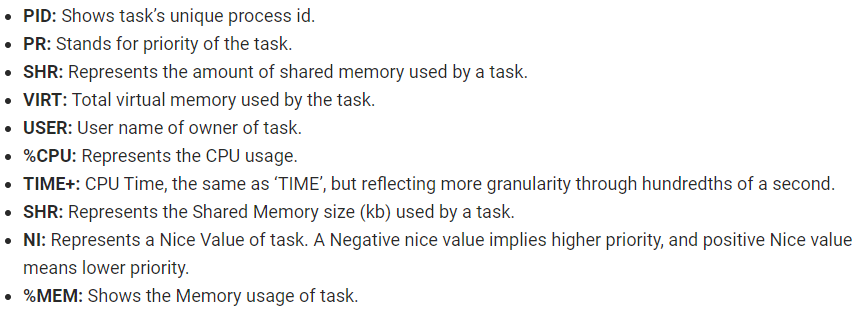 • PID: Shows task’s unique process id.
• PR: Stands for priority of the task.
• SHR: Represents the amount of shared memory used by a task.
• VIRT: Total virtual memory used by the task.
• USER: User name of owner of task.
• %CPU: Represents the CPU usage.
• TIME+: CPU Time, the same as ‘TIME’, but reflecting more granularity through hundredths of a second.
• SHR: Represents the Shared Memory size (kb) used by a task.
• NI: Represents a Nice Value of task. A Negative nice value implies higher priority, and positive Nice value
means lower priority.
• %MEM: Shows the Memory usage of task.